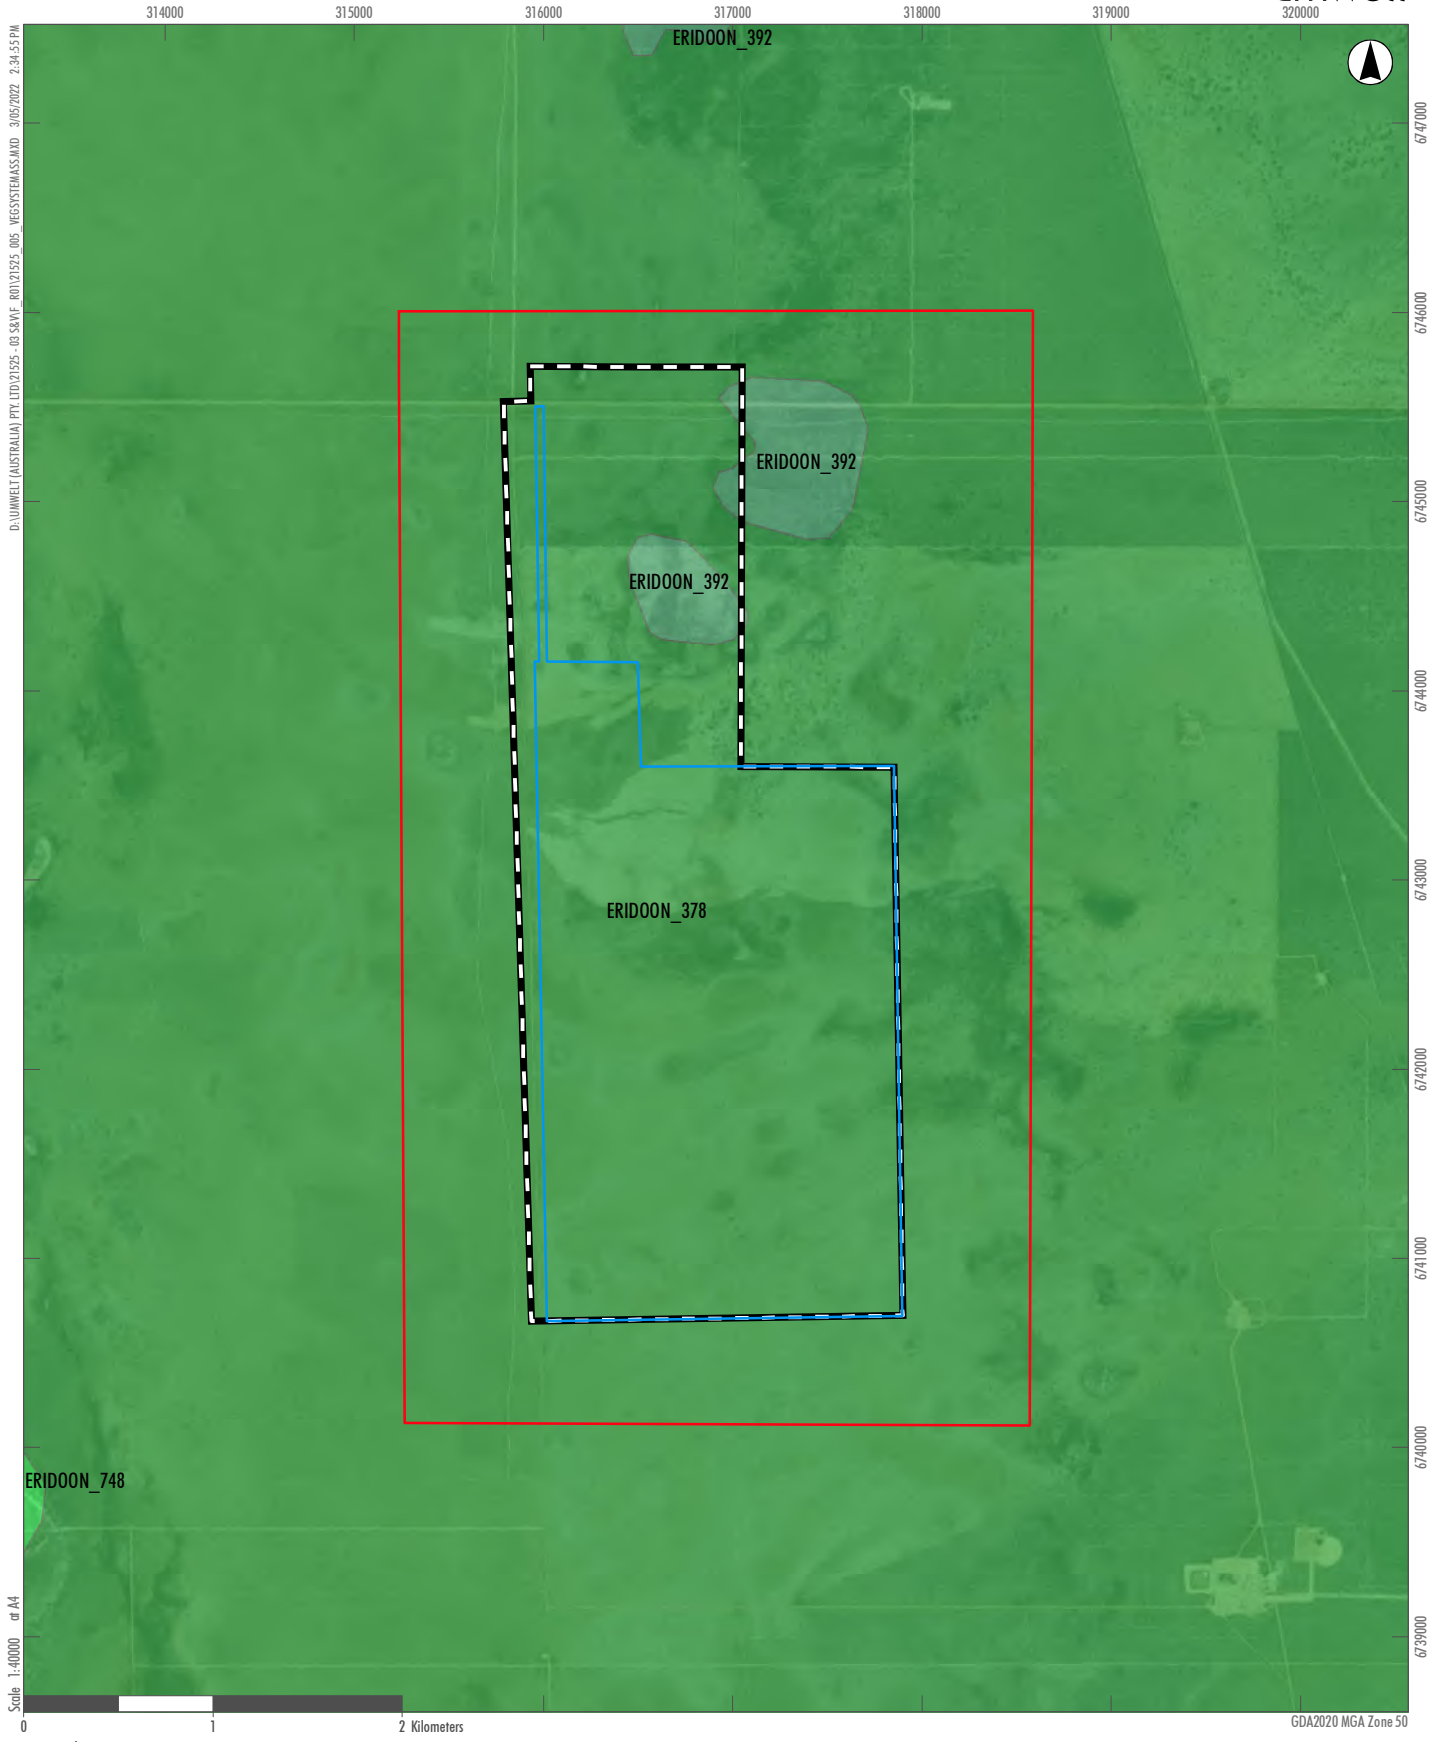 314000 315000 316000 317000 318000 319000 320000
D:\UMWELT (AUSTRALIA) PTY. LTD\21525 - 03 S&V\F_R01\21525_005_VEGSYSTEMASS.MXD 3/05/2022 2:34:55 PM
ERIDOON_392
6747000
6746000
ERIDOON_392
6745000
ERIDOON_392
6744000
6743000
ERIDOON_378
6742000
6741000
6740000
ERIDOON_748
6739000
Scale 1:40000 at A4
0 1 2 Kilometers
GDA2020 MGA Zone 50